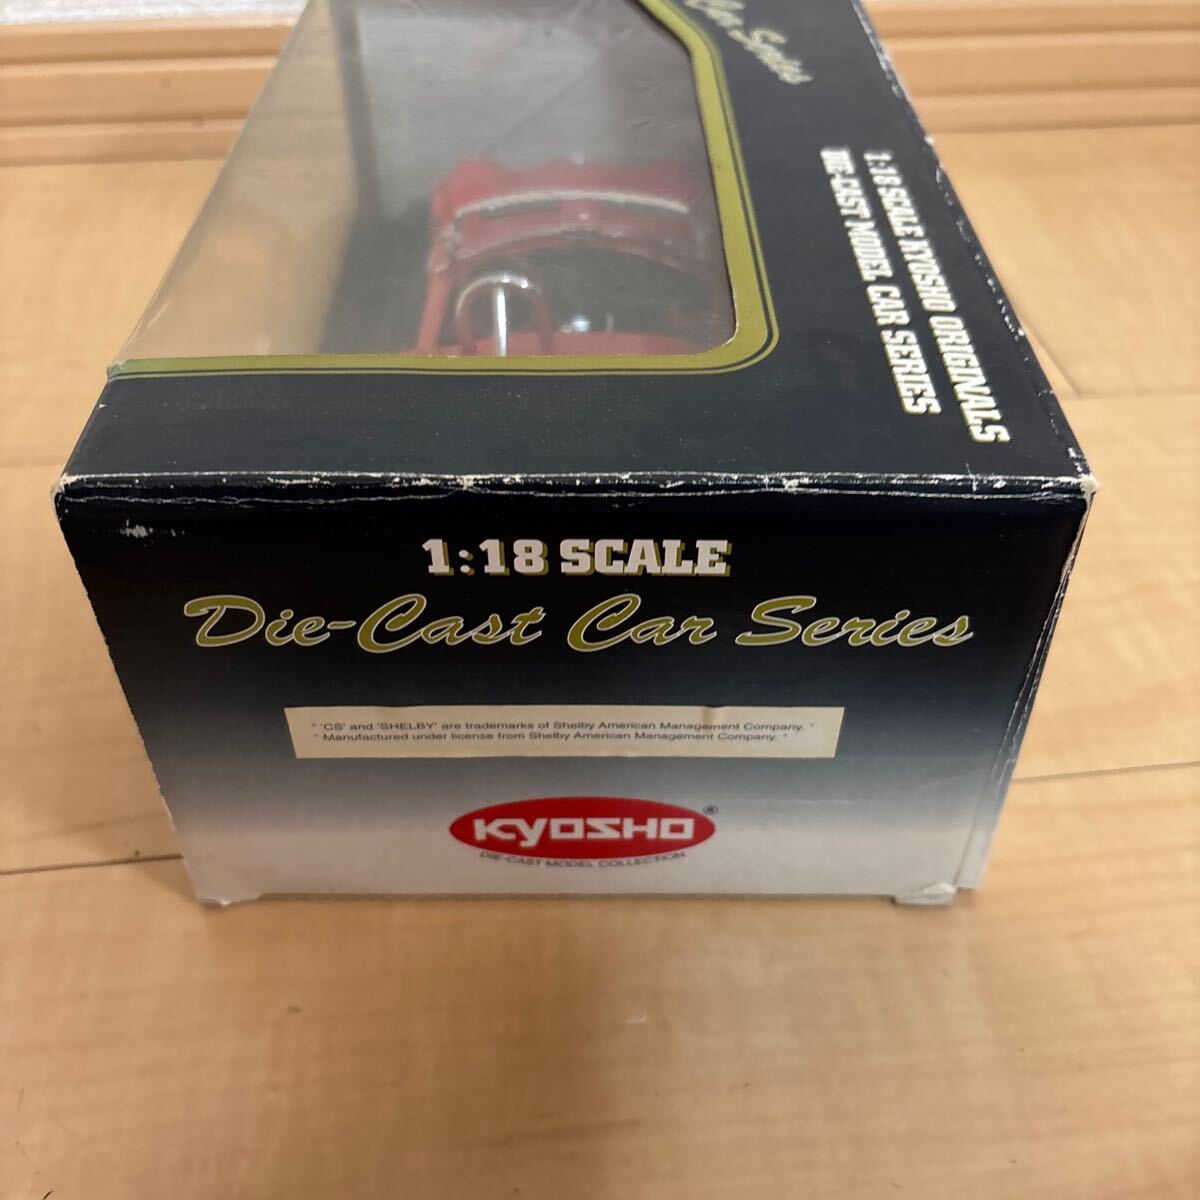 Car Series
1:18 SCALE KYOSHO ORIGINALS
DIE-CAST MODEL CAR SERIES
1:18 SCALE
Die-Cast Car Series
" 'CS' and 'SHELBY' are trademarks of Shelby American Management Company. "
" Manufactured under license from Shelby American Management Company. "
KYOSHO®
DIE-CAST MODEL COLLECTION